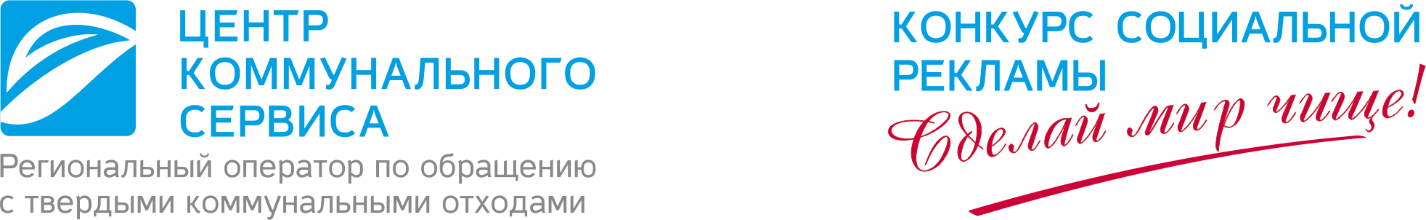 ЦЕНТР
КОММУНАЛЬНОГО
СЕРВИСА
Региональный оператор по обращению
с твердыми коммунальными отходами
КОНКУРС СОЦИАЛЬНОЙ
РЕКЛАМЫ
Сделай мир чище!